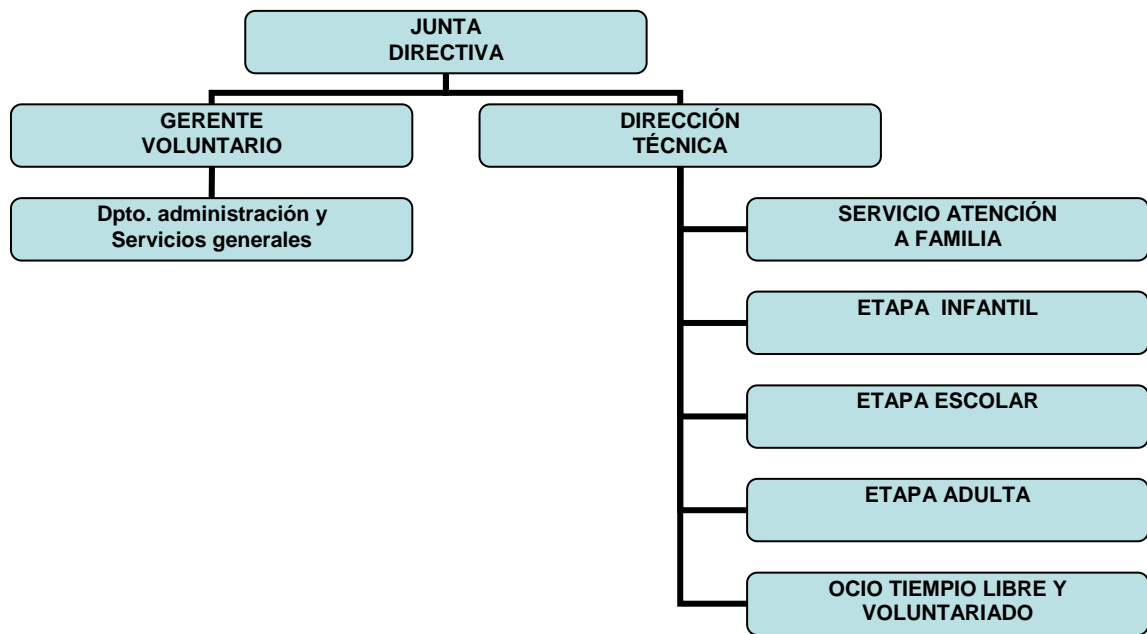 JUNTA
DIRECTIVA
GERENTE
VOLUNTARIO
DIRECCIÓN
TÉCNICA
Dpto. administración y
Servicios generales
SERVICIO ATENCIÓN
A FAMILIA
ETAPA INFANTIL
ETAPA ESCOLAR
ETAPA ADULTA
OCIO TIEMPIO LIBRE Y
VOLUNTARIADO